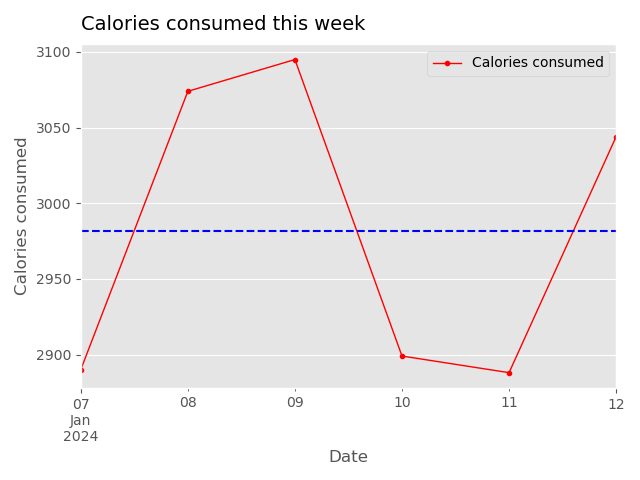 Calories consumed this week
Calories consumed
3100
3050
3000
2950
2900
Calories consumed
07
Jan
2024
08
09
10
11
12
Date